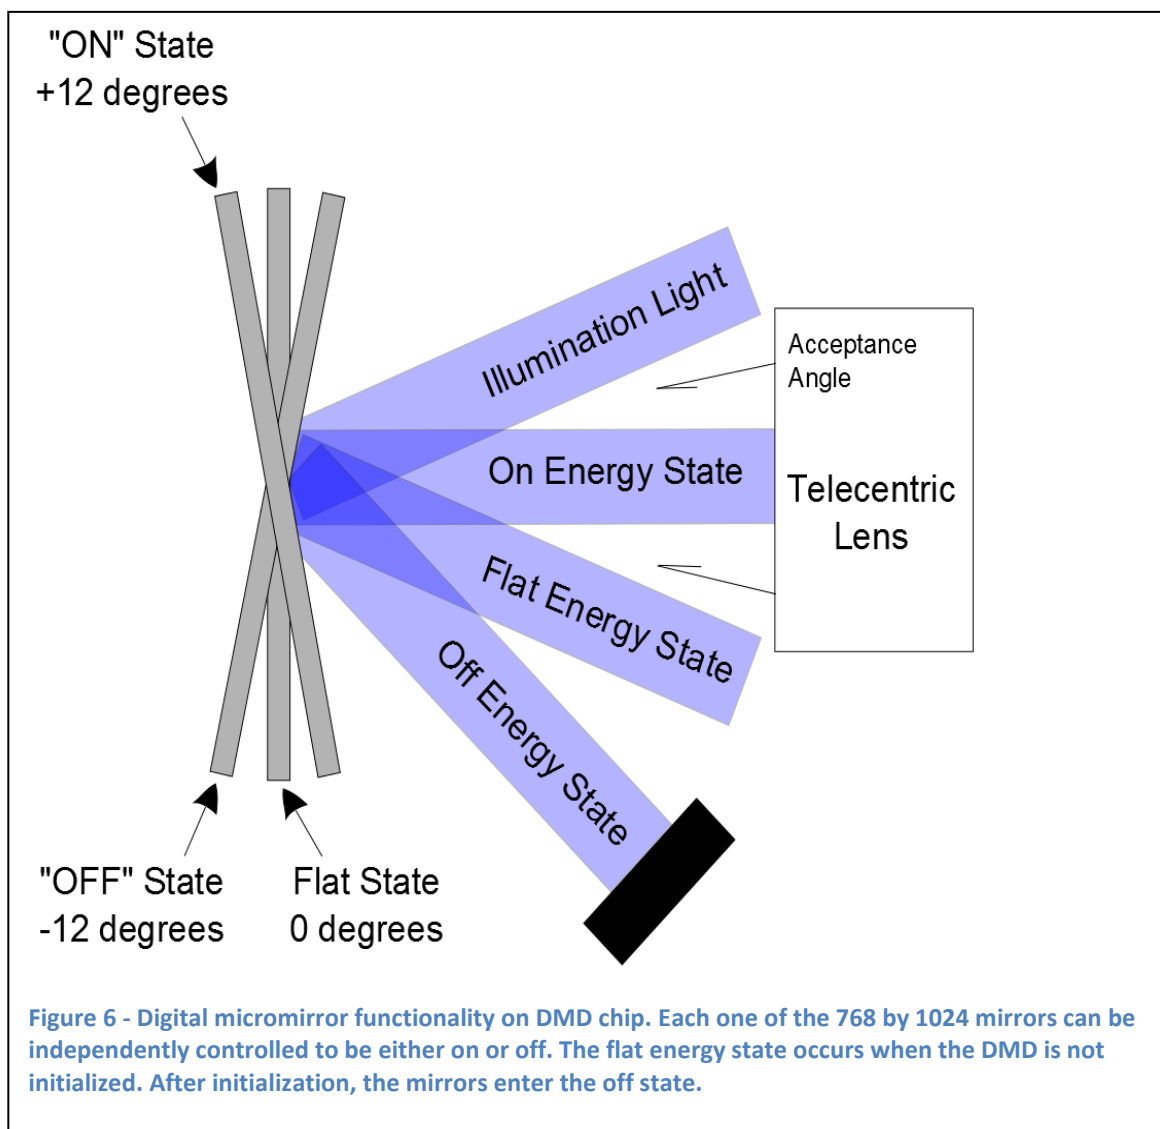 "ON" State
+12 degrees
Illumination Light
Acceptance
Angle
On Energy State
Telecentric
Lens
Flat Energy State
Off Energy State
"OFF" State
-12 degrees
Flat State
0 degrees
Figure 6 - Digital micromirror functionality on DMD chip. Each one of the 768 by 1024 mirrors can be
independently controlled to be either on or off. The flat energy state occurs when the DMD is not
initialized. After initialization, the mirrors enter the off state.